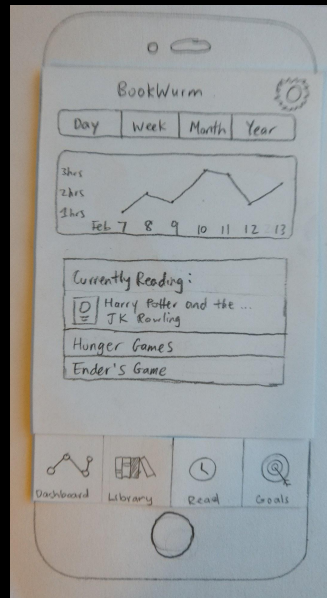 BookWurm
Day Week Month Year
3hrs
2hrs
1hrs
Feb 7 8 9 10 11 12 13
Currently Reading:
Harry Potter and the ...
JK Rowling
Hunger Games
Ender's Game
Dashboard Library Read Goals